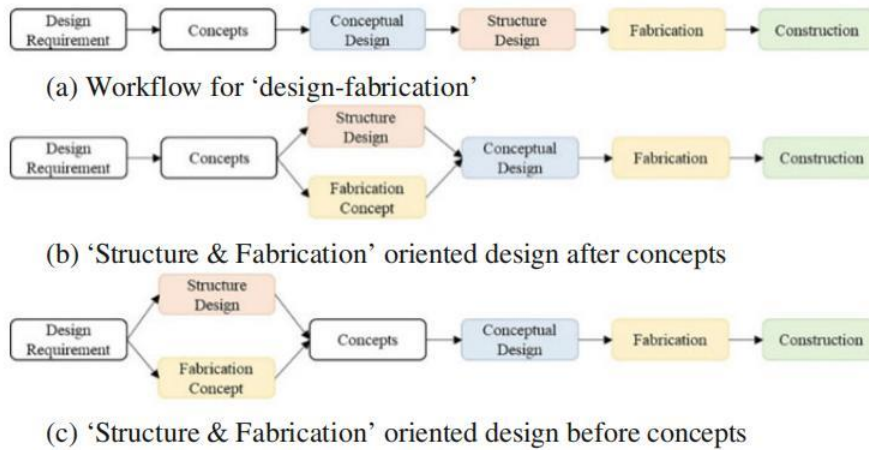 Design
Requirement
Concepts
Conceptual
Design
Structure
Design
Fabrication
Construction
(a) Workflow for ‘design-fabrication’
Design
Requirement
Concepts
Structure
Design
Fabrication
Concept
Conceptual
Design
Fabrication
Construction
(b) ‘Structure & Fabrication’ oriented design after concepts
Design
Requirement
Structure
Design
Fabrication
Concept
Concepts
Conceptual
Design
Fabrication
Construction
(c) ‘Structure & Fabrication’ oriented design before concepts